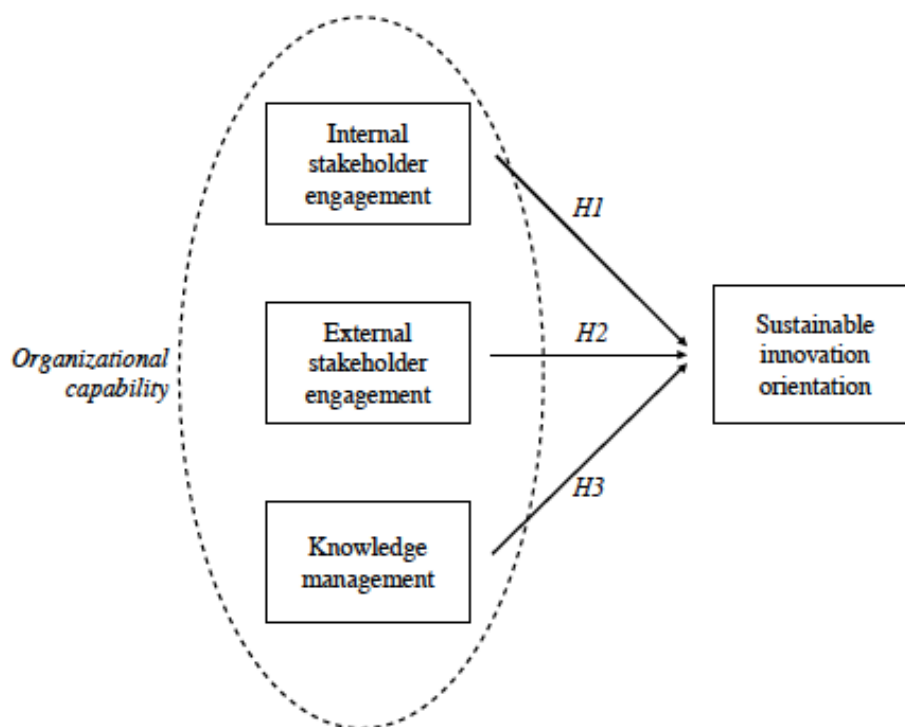 Internal
stakeholder
engagement
H1
External
stakeholder
engagement
H2
Sustainable
innovation
orientation
Organizational
capability
H3
Knowledge
management